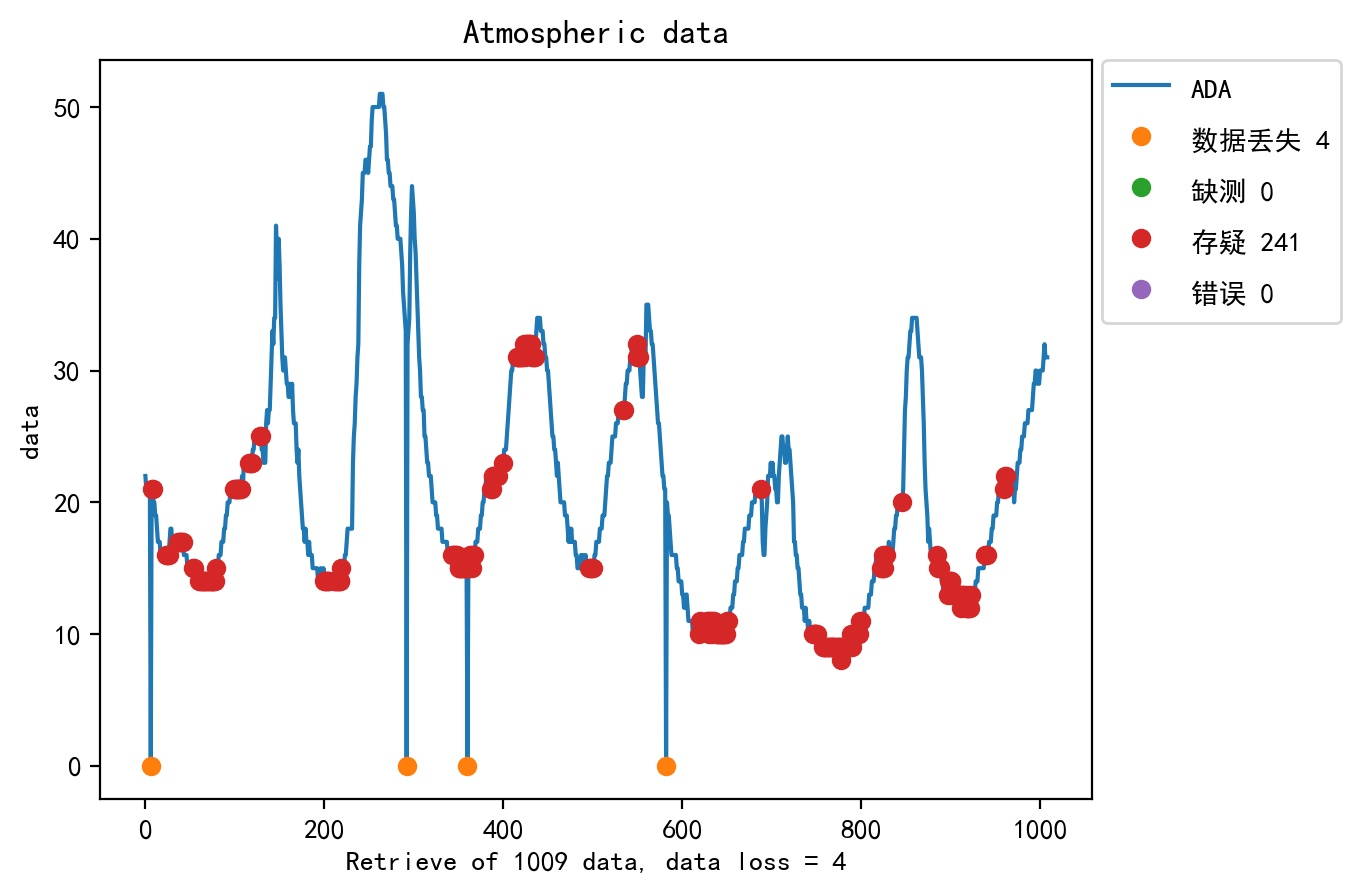 Atmospheric data
ADA
数据丢失 4
缺测 0
存疑 241
错误 0
50
40
30
20
10
0
data
0 200 400 600 800 1000
Retrieve of 1009 data, data loss = 4